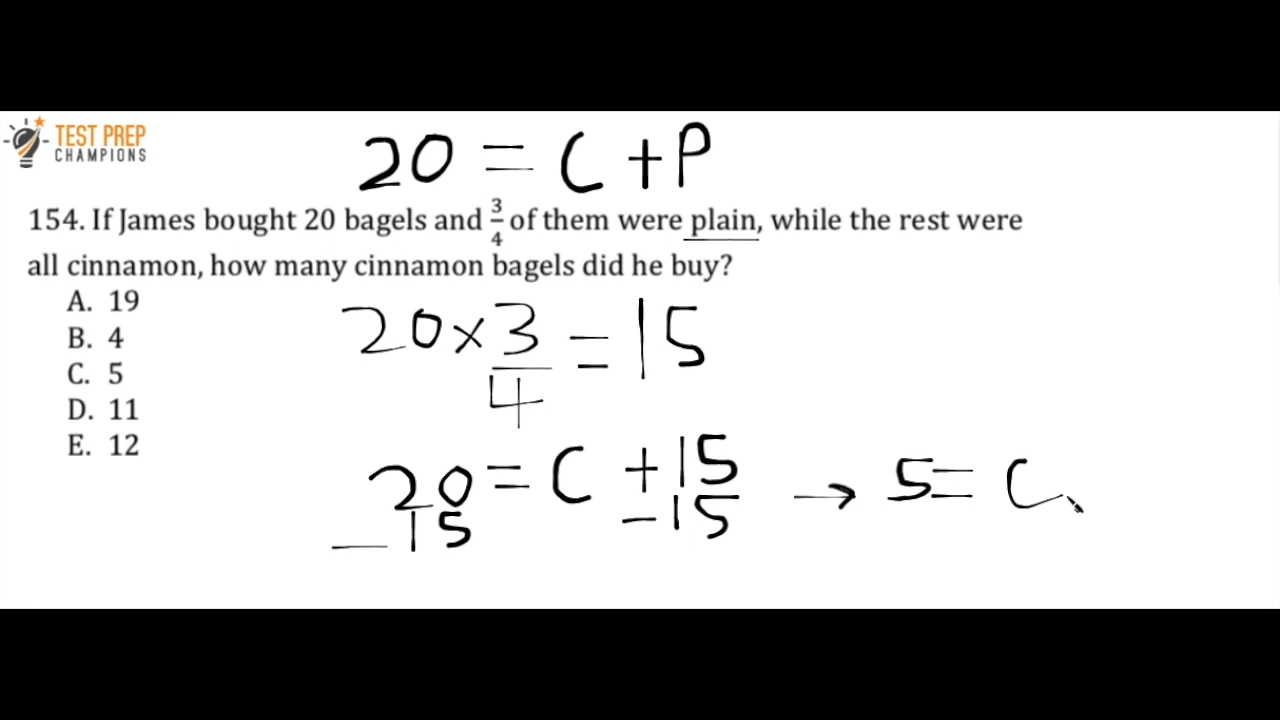 TEST PREP
CHAMPIONS
20 = C + P
154. If James bought 20 bagels and 3/4 of them were plain, while the rest were
all cinnamon, how many cinnamon bagels did he buy?
A. 19
B. 4
C. 5
D. 11
E. 12
20 × 3/4 = 15
20 = C + 15 → 5 = C
-15 -15